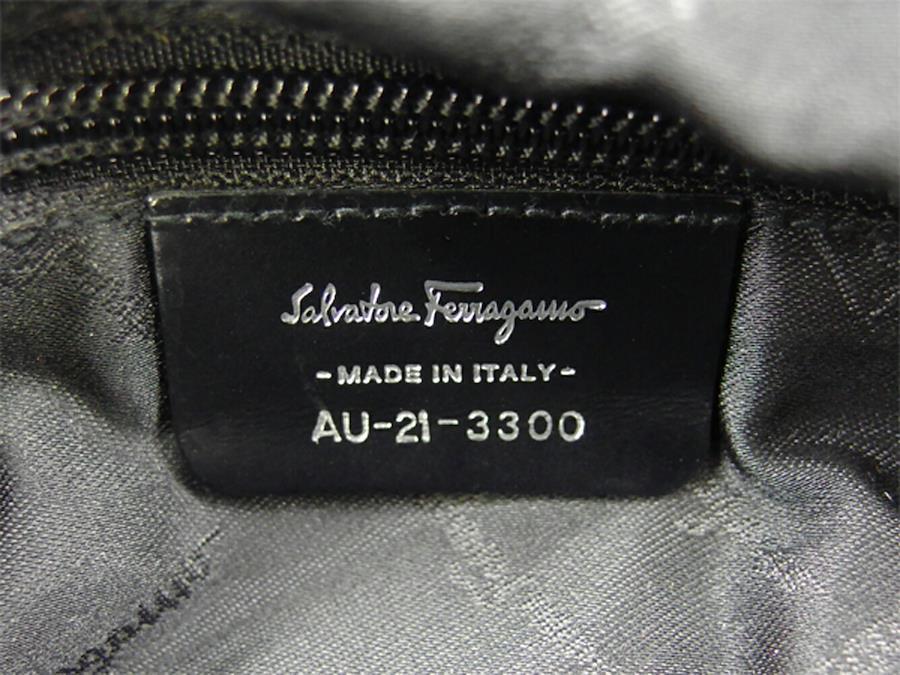 Salvatore Ferragamo
-MADE IN ITALY-
AU-21-3300